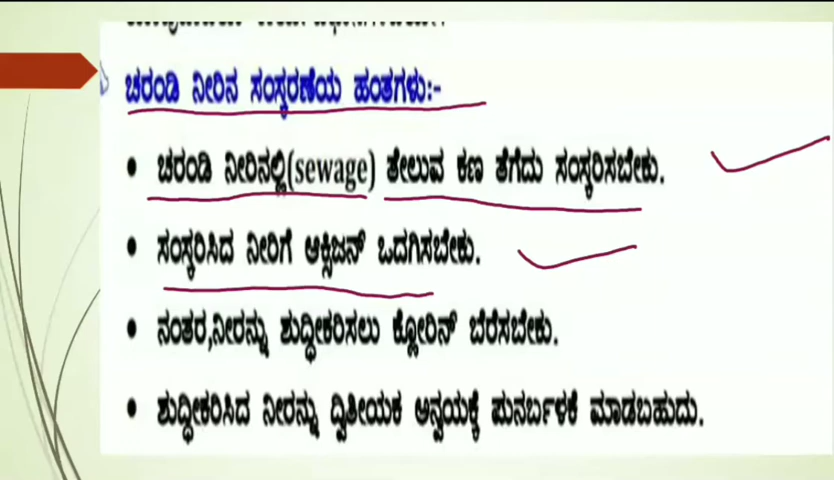 ಚರಂಡಿ ನೀರಿನ ಸಂಸ್ಕರಣೆಯ ಹಂತಗಳು:-
• ಚರಂಡಿ ನೀರಿನಲ್ಲಿ(sewage) ತೇಲುವ ಕಣ ತೆಗೆದು ಸಂಸ್ಕರಿಸಬೇಕು.
• ಸಂಸ್ಕರಿಸಿದ ನೀರಿಗೆ ಆಕ್ಸಿಜನ್ ಒದಗಿಸಬೇಕು.
• ನಂತರ,ನೀರನ್ನು ಶುದ್ಧೀಕರಿಸಲು ಕ್ಲೋರಿನ್ ಬೆರೆಸಬೇಕು.
• ಶುದ್ಧೀಕರಿಸಿದ ನೀರನ್ನು ದ್ವಿತೀಯಕ ಅನ್ವಯಕ್ಕೆ ಪುನರ್ಬಳಕೆ ಮಾಡಬಹುದು.